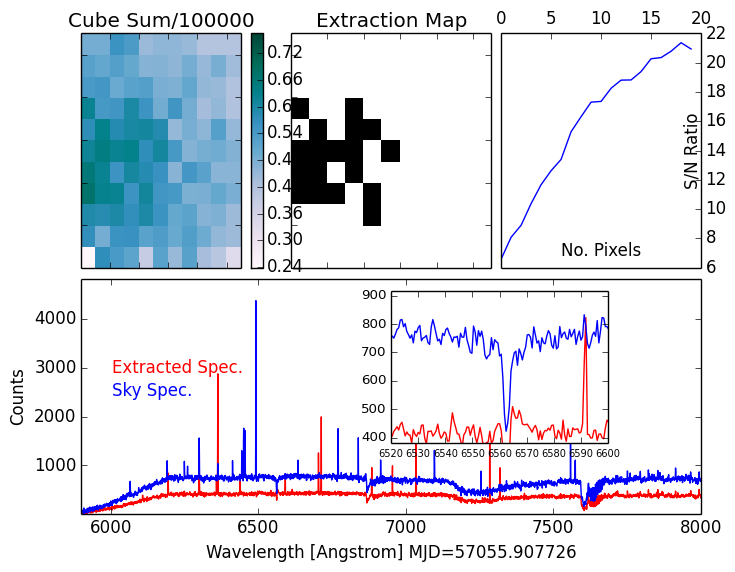 Cube Sum/100000
Extraction Map
0 5 10 15 20
0.72
0.66
0.60
0.54
0.48
0.42
0.36
0.30
0.24
22
20
18
16
14
12
10
8
6
S/N Ratio
No. Pixels
4000
3000
2000
1000
Counts
Extracted Spec.
Sky Spec.
900
800
700
600
500
400
6520 6530 6540 6550 6560 6570 6580 6590 6600
6000 6500 7000 7500 8000
Wavelength [Angstrom] MJD=57055.907726